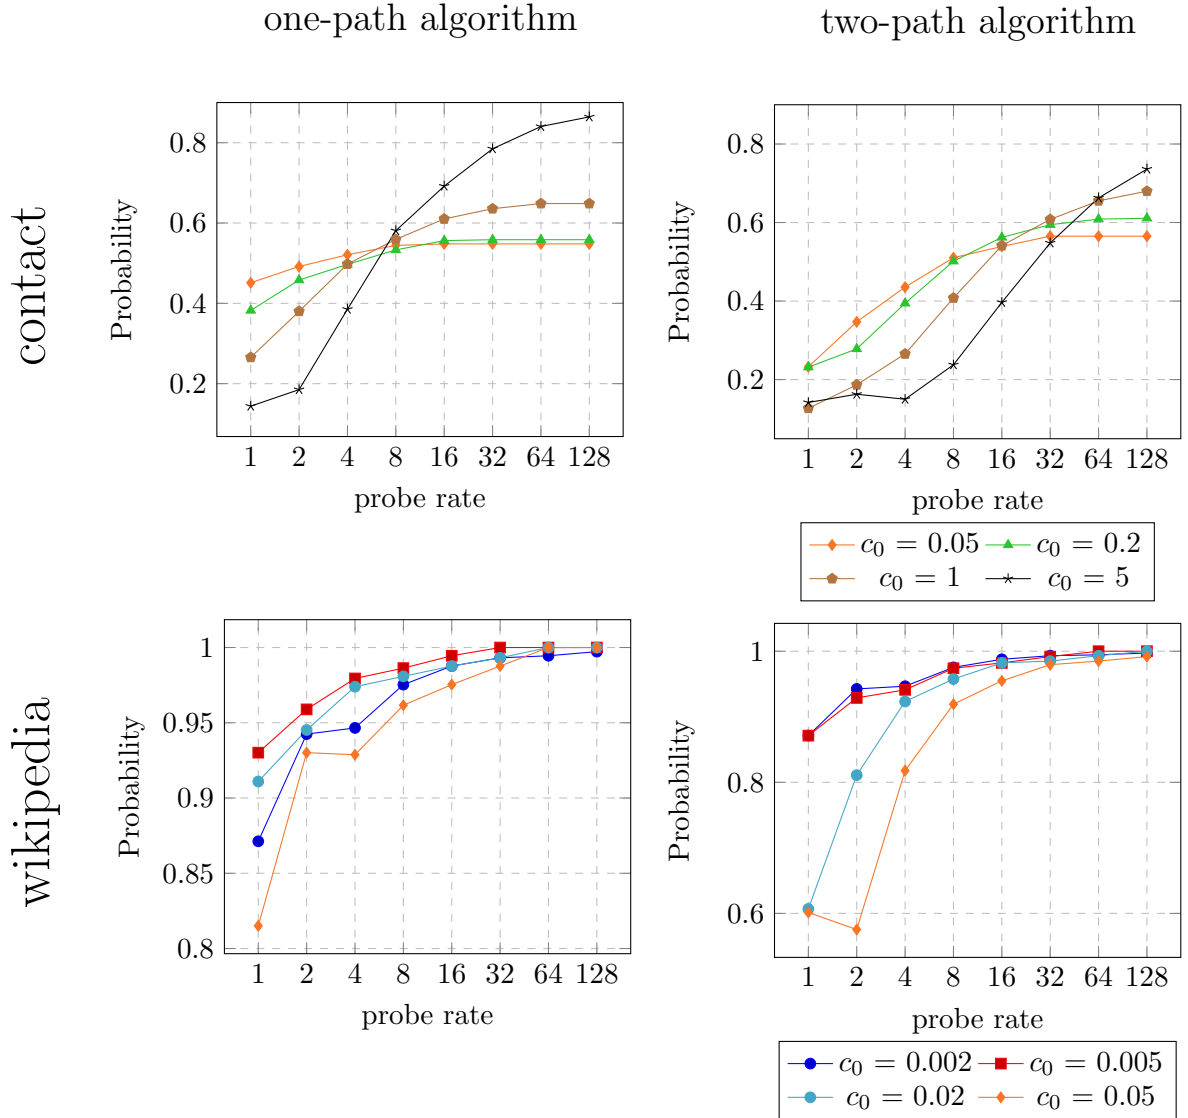 one-path algorithm
two-path algorithm
contact
Probability
0.8
0.6
0.4
0.2
1 2 4 8 16 32 64 128
probe rate
Probability
0.8
0.6
0.4
0.2
1 2 4 8 16 32 64 128
probe rate
c₀ = 0.05 c₀ = 0.2
c₀ = 1 c₀ = 5
wikipedia
Probability
1
0.95
0.9
0.85
0.8
1 2 4 8 16 32 64 128
probe rate
Probability
1
0.8
0.6
1 2 4 8 16 32 64 128
probe rate
c₀ = 0.002 c₀ = 0.005
c₀ = 0.02 c₀ = 0.05